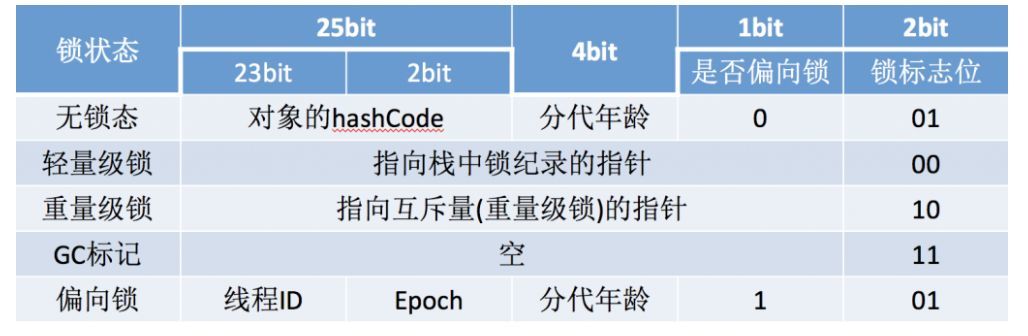 锁状态 25bit 4bit 1bit 2bit
23bit 2bit 是否偏向锁 锁标志位
无锁态 对象的hashCode 分代年龄 0 01
轻量级锁 指向栈中锁纪录的指针 00
重量级锁 指向互斥量(重量级锁)的指针 10
GC标记 空 11
偏向锁 线程ID Epoch 分代年龄 1 01